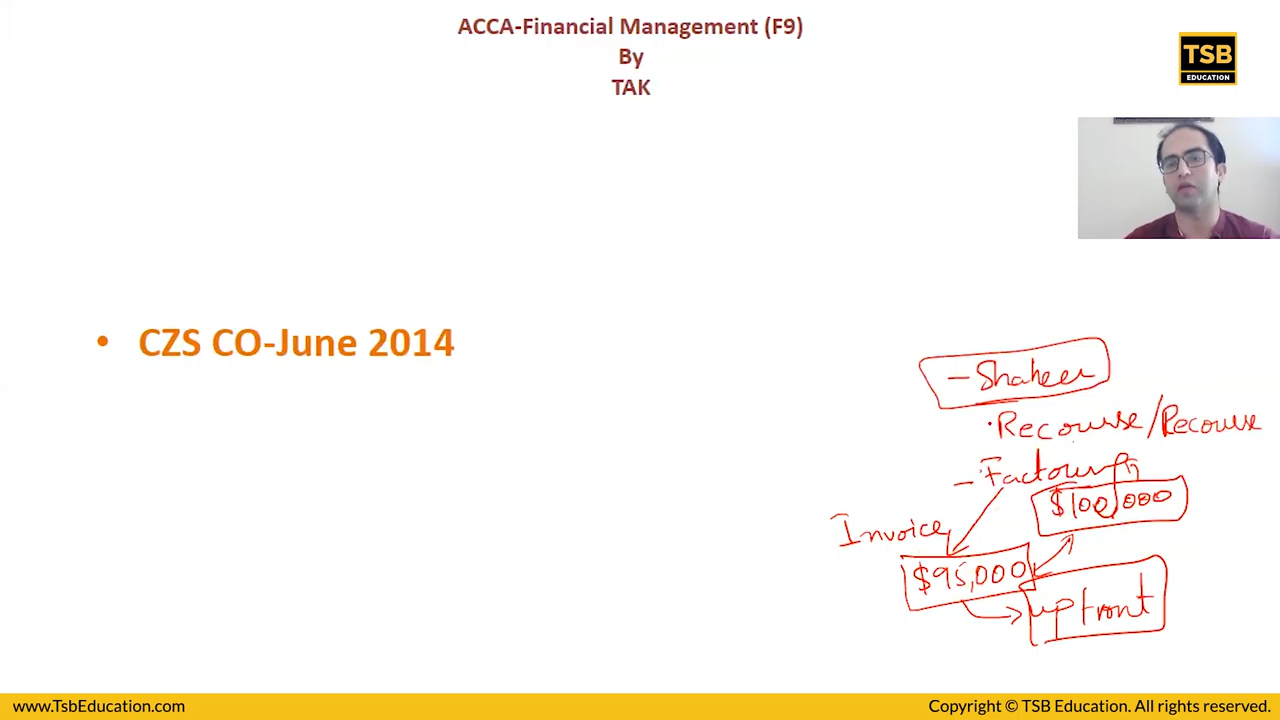 ACCA-Financial Management (F9)
By
TAK
TSB
EDUCATION
• CZS CO-June 2014
- Shaheer
• Recourse/Recourse
- Factoring
$100,000
Invoice
$95,000
upfront
www.TsbEducation.com
Copyright © TSB Education. All rights reserved.